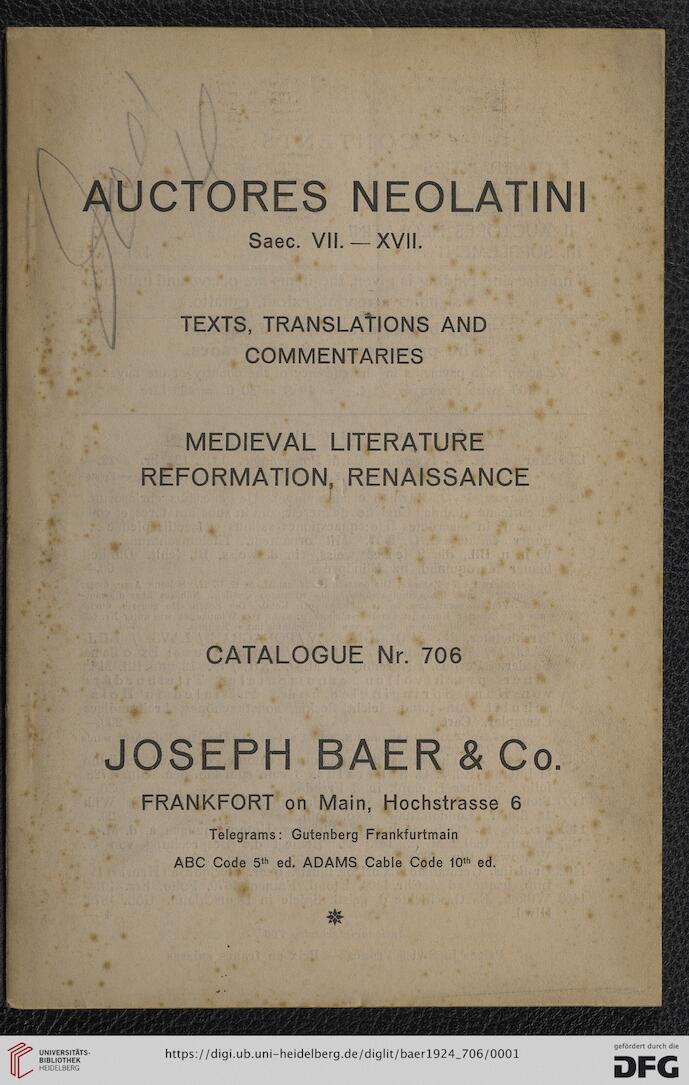 AUCTORES NEOLATINI
Saec. VII. — XVII.
TEXTS, TRANSLATIONS AND
COMMENTARIES
MEDIEVAL LITERATURE
REFORMATION, RENAISSANCE
CATALOGUE Nr. 706
JOSEPH BAER & Co.
FRANKFORT on Main, Hochstrasse 6
Telegrams: Gutenberg Frankfurtmain
ABC Code 5th ed. ADAMS Cable Code 10th ed.
UNIVERSITÄTS-
BIBLIOTHEK
HEIDELBERG
https://digi.ub.uni-heidelberg.de/diglit/baer1924_706/0001
gefördert durch die
DFG